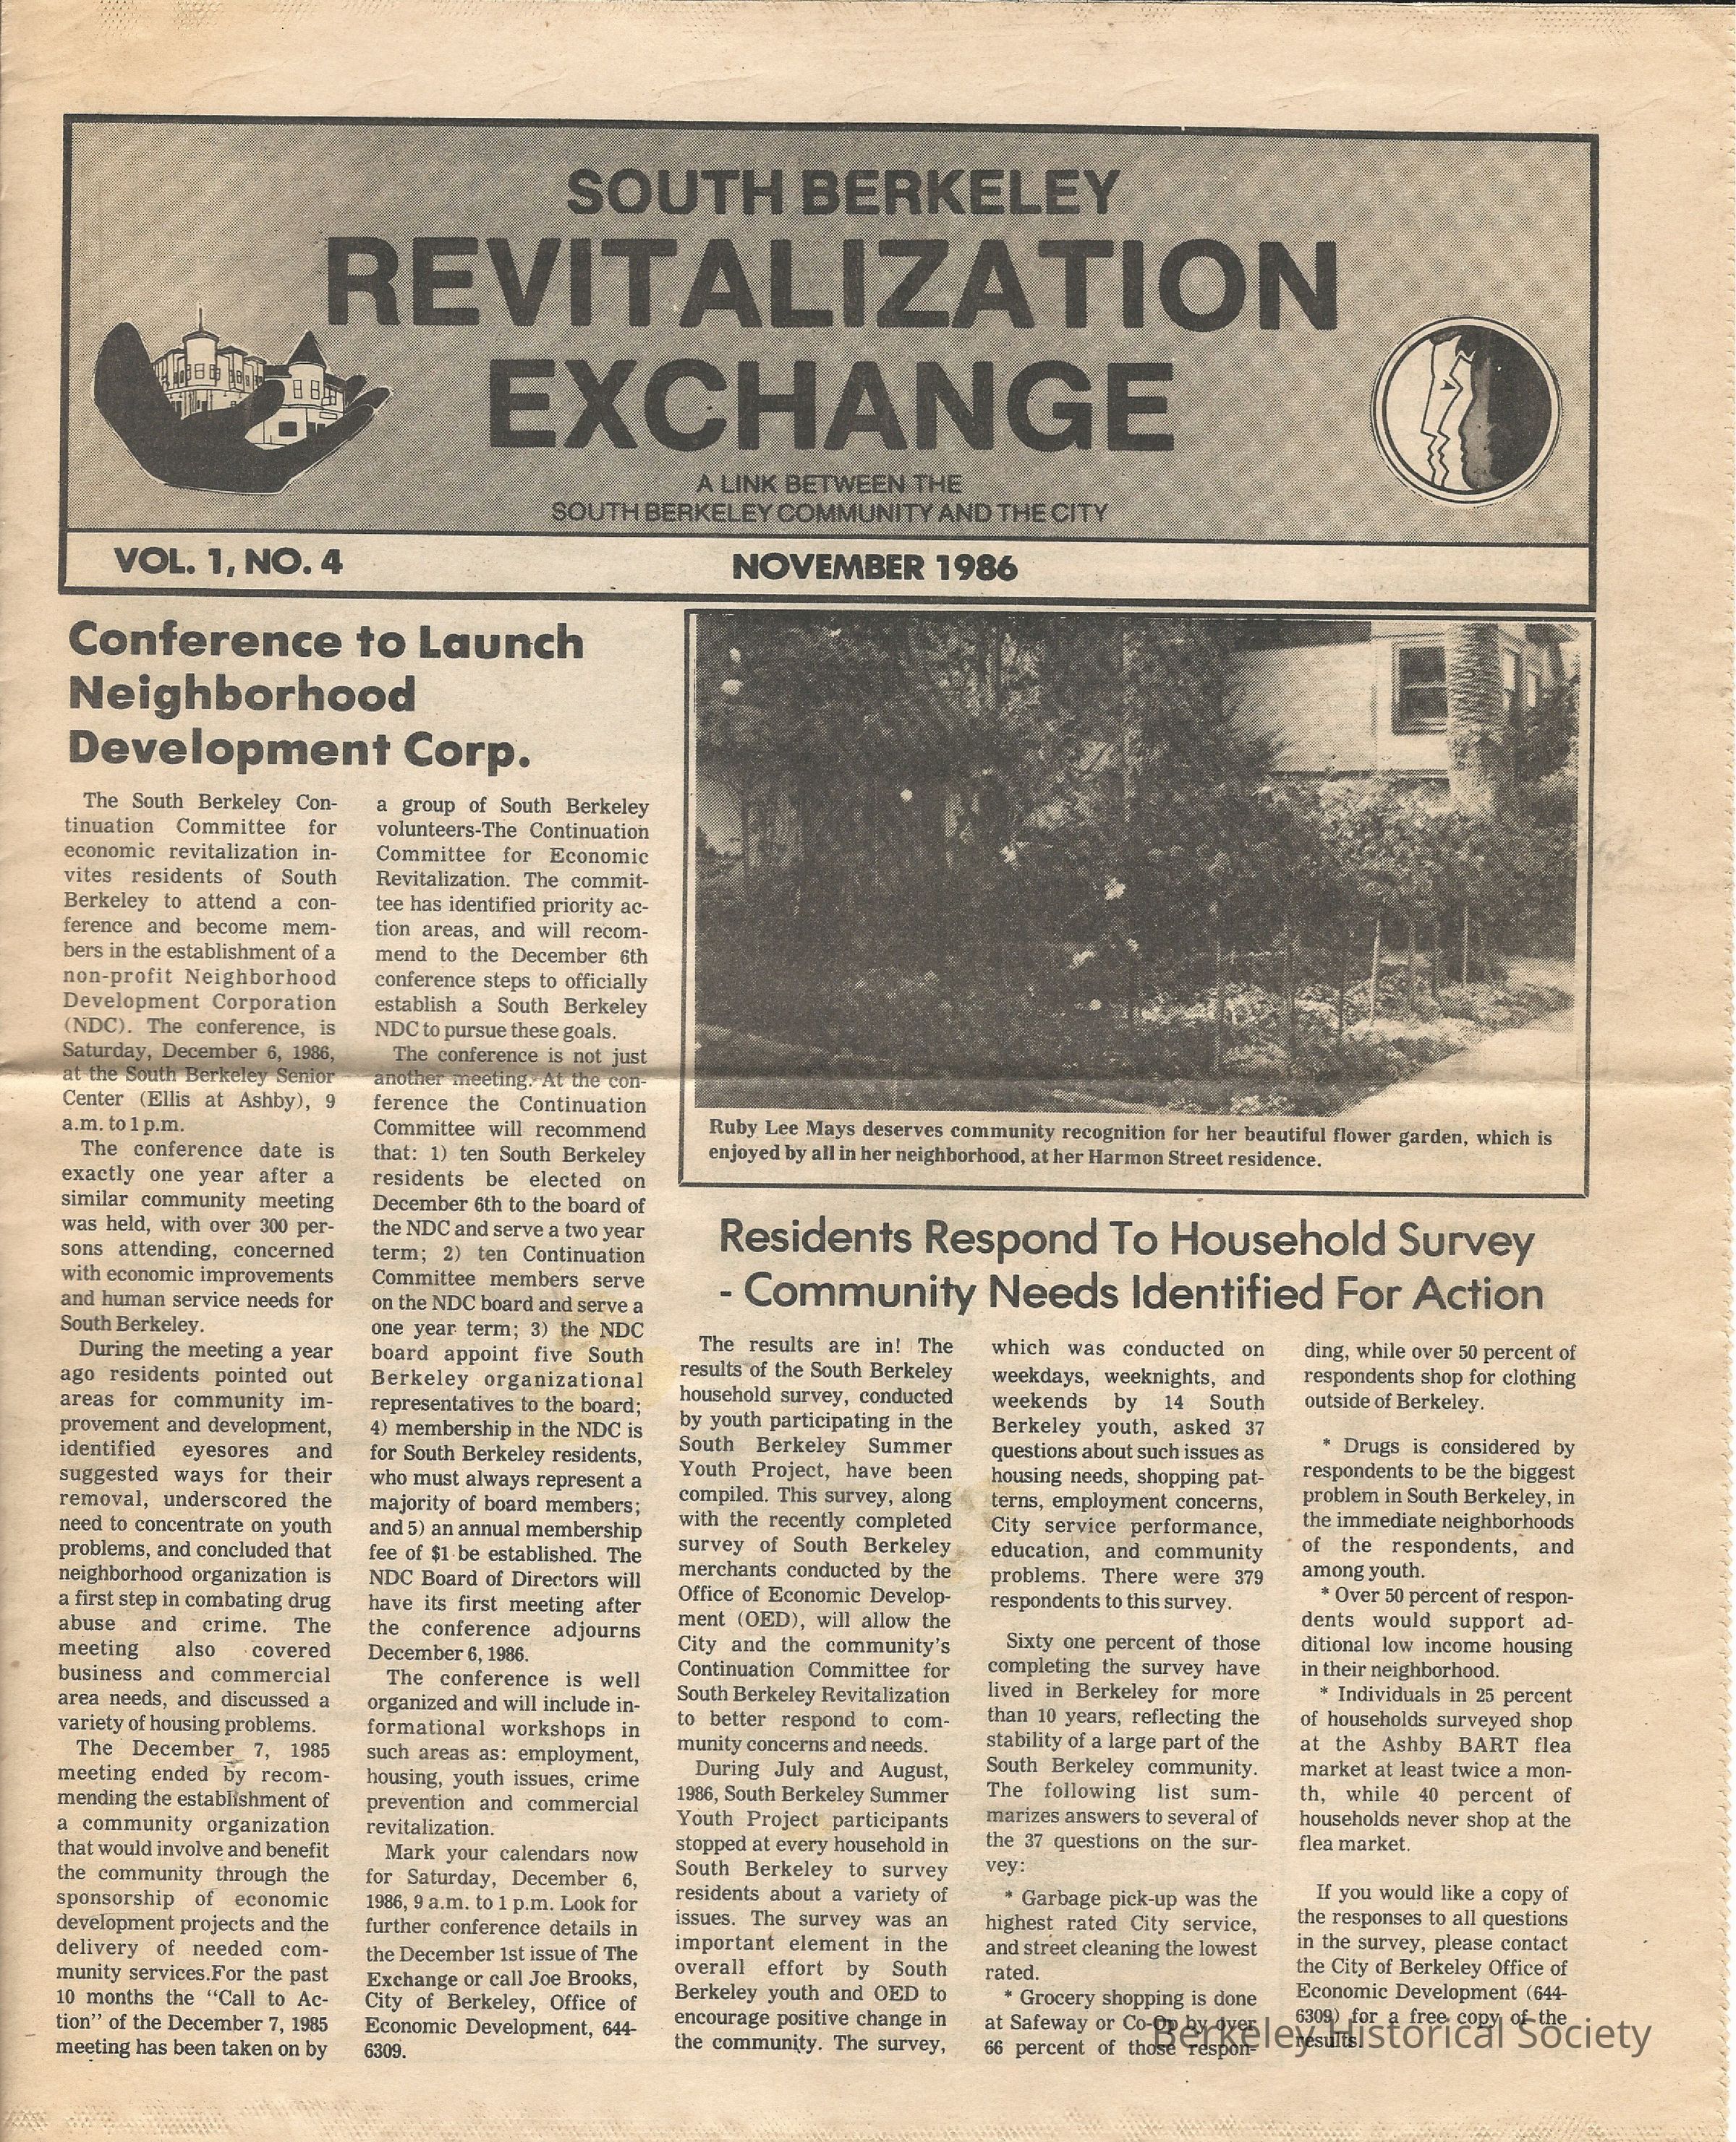 SOUTH BERKELEY
REVITALIZATION
EXCHANGE
A LINK BETWEEN THE
SOUTH BERKELEY COMMUNITY AND THE CITY
VOL. 1, NO. 4
NOVEMBER 1986
Conference to Launch
Neighborhood
Development Corp.
The South Berkeley Con-
tinuation Committee for
economic revitalization in-
vites residents of South
Berkeley to attend a con-
ference and become mem-
bers in the establishment of a
non-profit Neighborhood
Development Corporation
(NDC). The conference, is
Saturday, December 6, 1986,
at the South Berkeley Senior
Center (Ellis at Ashby), 9
a.m. to 1 p.m.
The conference date is
exactly one year after a
similar community meeting
was held, with over 300 per-
sons attending, concerned
with economic improvements
and human service needs for
South Berkeley.
During the meeting a year
ago residents pointed out
areas for community im-
provement and development,
identified eyesores and
suggested ways for their
removal, underscored the
need to concentrate on youth
problems, and concluded that
neighborhood organization is
a first step in combating drug
abuse and crime. The
meeting also covered
business and commercial
area needs, and discussed a
variety of housing problems.
The December 7, 1985
meeting ended by recom-
mending the establishment of
a community organization
that would involve and benefit
the community through the
sponsorship of economic
development projects and the
delivery of needed com-
munity services.For the past
10 months the "Call to Ac-
tion" of the December 7, 1985
meeting has been taken on by
a group of South Berkeley
volunteers-The Continuation
Committee for Economic
Revitalization. The commit-
tee has identified priority ac-
tion areas, and will recom-
mend to the December 6th
conference steps to officially
establish a South Berkeley
NDC to pursue these goals.
The conference is not just
another meeting. At the con-
ference the Continuation
Committee will recommend
that: 1) ten South Berkeley
residents be elected on
December 6th to the board of
the NDC and serve a two year
term; 2) ten Continuation
Committee members serve
on the NDC board and serve a
one year term; 3) the NDC
board appoint five South
Berkeley organizational
representatives to the board;
4) membership in the NDC is
for South Berkeley residents,
who must always represent a
majority of board members;
and 5) an annual membership
fee of $1 be established. The
NDC Board of Directors will
have its first meeting after
the conference adjourns
December 6, 1986.
The conference is well
organized and will include in-
formational workshops in
such areas as: employment,
housing, youth issues, crime
prevention and commercial
revitalization.
Mark your calendars now
for Saturday, December 6,
1986, 9 a.m. to 1 p.m. Look for
further conference details in
the December 1st issue of The
Exchange or call Joe Brooks,
City of Berkeley, Office of
Economic Development, 644-
6309.
Ruby Lee Mays deserves community recognition for her beautiful flower garden, which is
enjoyed by all in her neighborhood, at her Harmon Street residence.
Residents Respond To Household Survey
- Community Needs Identified For Action
The results are in! The
results of the South Berkeley
household survey, conducted
by youth participating in the
South Berkeley Summer
Youth Project, have been
compiled. This survey, along
with the recently completed
survey of South Berkeley
merchants conducted by the
Office of Economic Develop-
ment (OED), will allow the
City and the community's
Continuation Committee for
South Berkeley Revitalization
to better respond to com-
munity concerns and needs.
During July and August,
1986, South Berkeley Summer
Youth Project participants
stopped at every household in
South Berkeley to survey
residents about a variety of
issues. The survey was an
important element in the
overall effort by South
Berkeley youth and OED to
encourage positive change in
the community. The survey,
which was conducted on
weekdays, weeknights, and
weekends by 14 South
Berkeley youth, asked 37
questions about such issues as
housing needs, shopping pat-
terns, employment concerns,
City service performance,
education, and community
problems. There were 379
respondents to this survey.
Sixty one percent of those
completing the survey have
lived in Berkeley for more
than 10 years, reflecting the
stability of a large part of the
South Berkeley community.
The following list sum-
marizes answers to several of
the 37 questions on the sur-
vey:
* Garbage pick-up was the
highest rated City service,
and street cleaning the lowest
rated.
* Grocery shopping is done
at Safeway or Co-Op by over
66 percent of those respon-
ding, while over 50 percent of
respondents shop for clothing
outside of Berkeley.
* Drugs is considered by
respondents to be the biggest
problem in South Berkeley, in
the immediate neighborhoods
of the respondents, and
among youth.
* Over 50 percent of respon-
dents would support ad-
ditional low income housing
in their neighborhood.
* Individuals in 25 percent
of households surveyed shop
at the Ashby BART flea
market at least twice a mon-
th, while 40 percent of
households never shop at the
flea market.
If you would like a copy of
the responses to all questions
in the survey, please contact
the City of Berkeley Office of
Economic Development (644-
6309) for a free copy of the
results.
Berkeley Historical Society